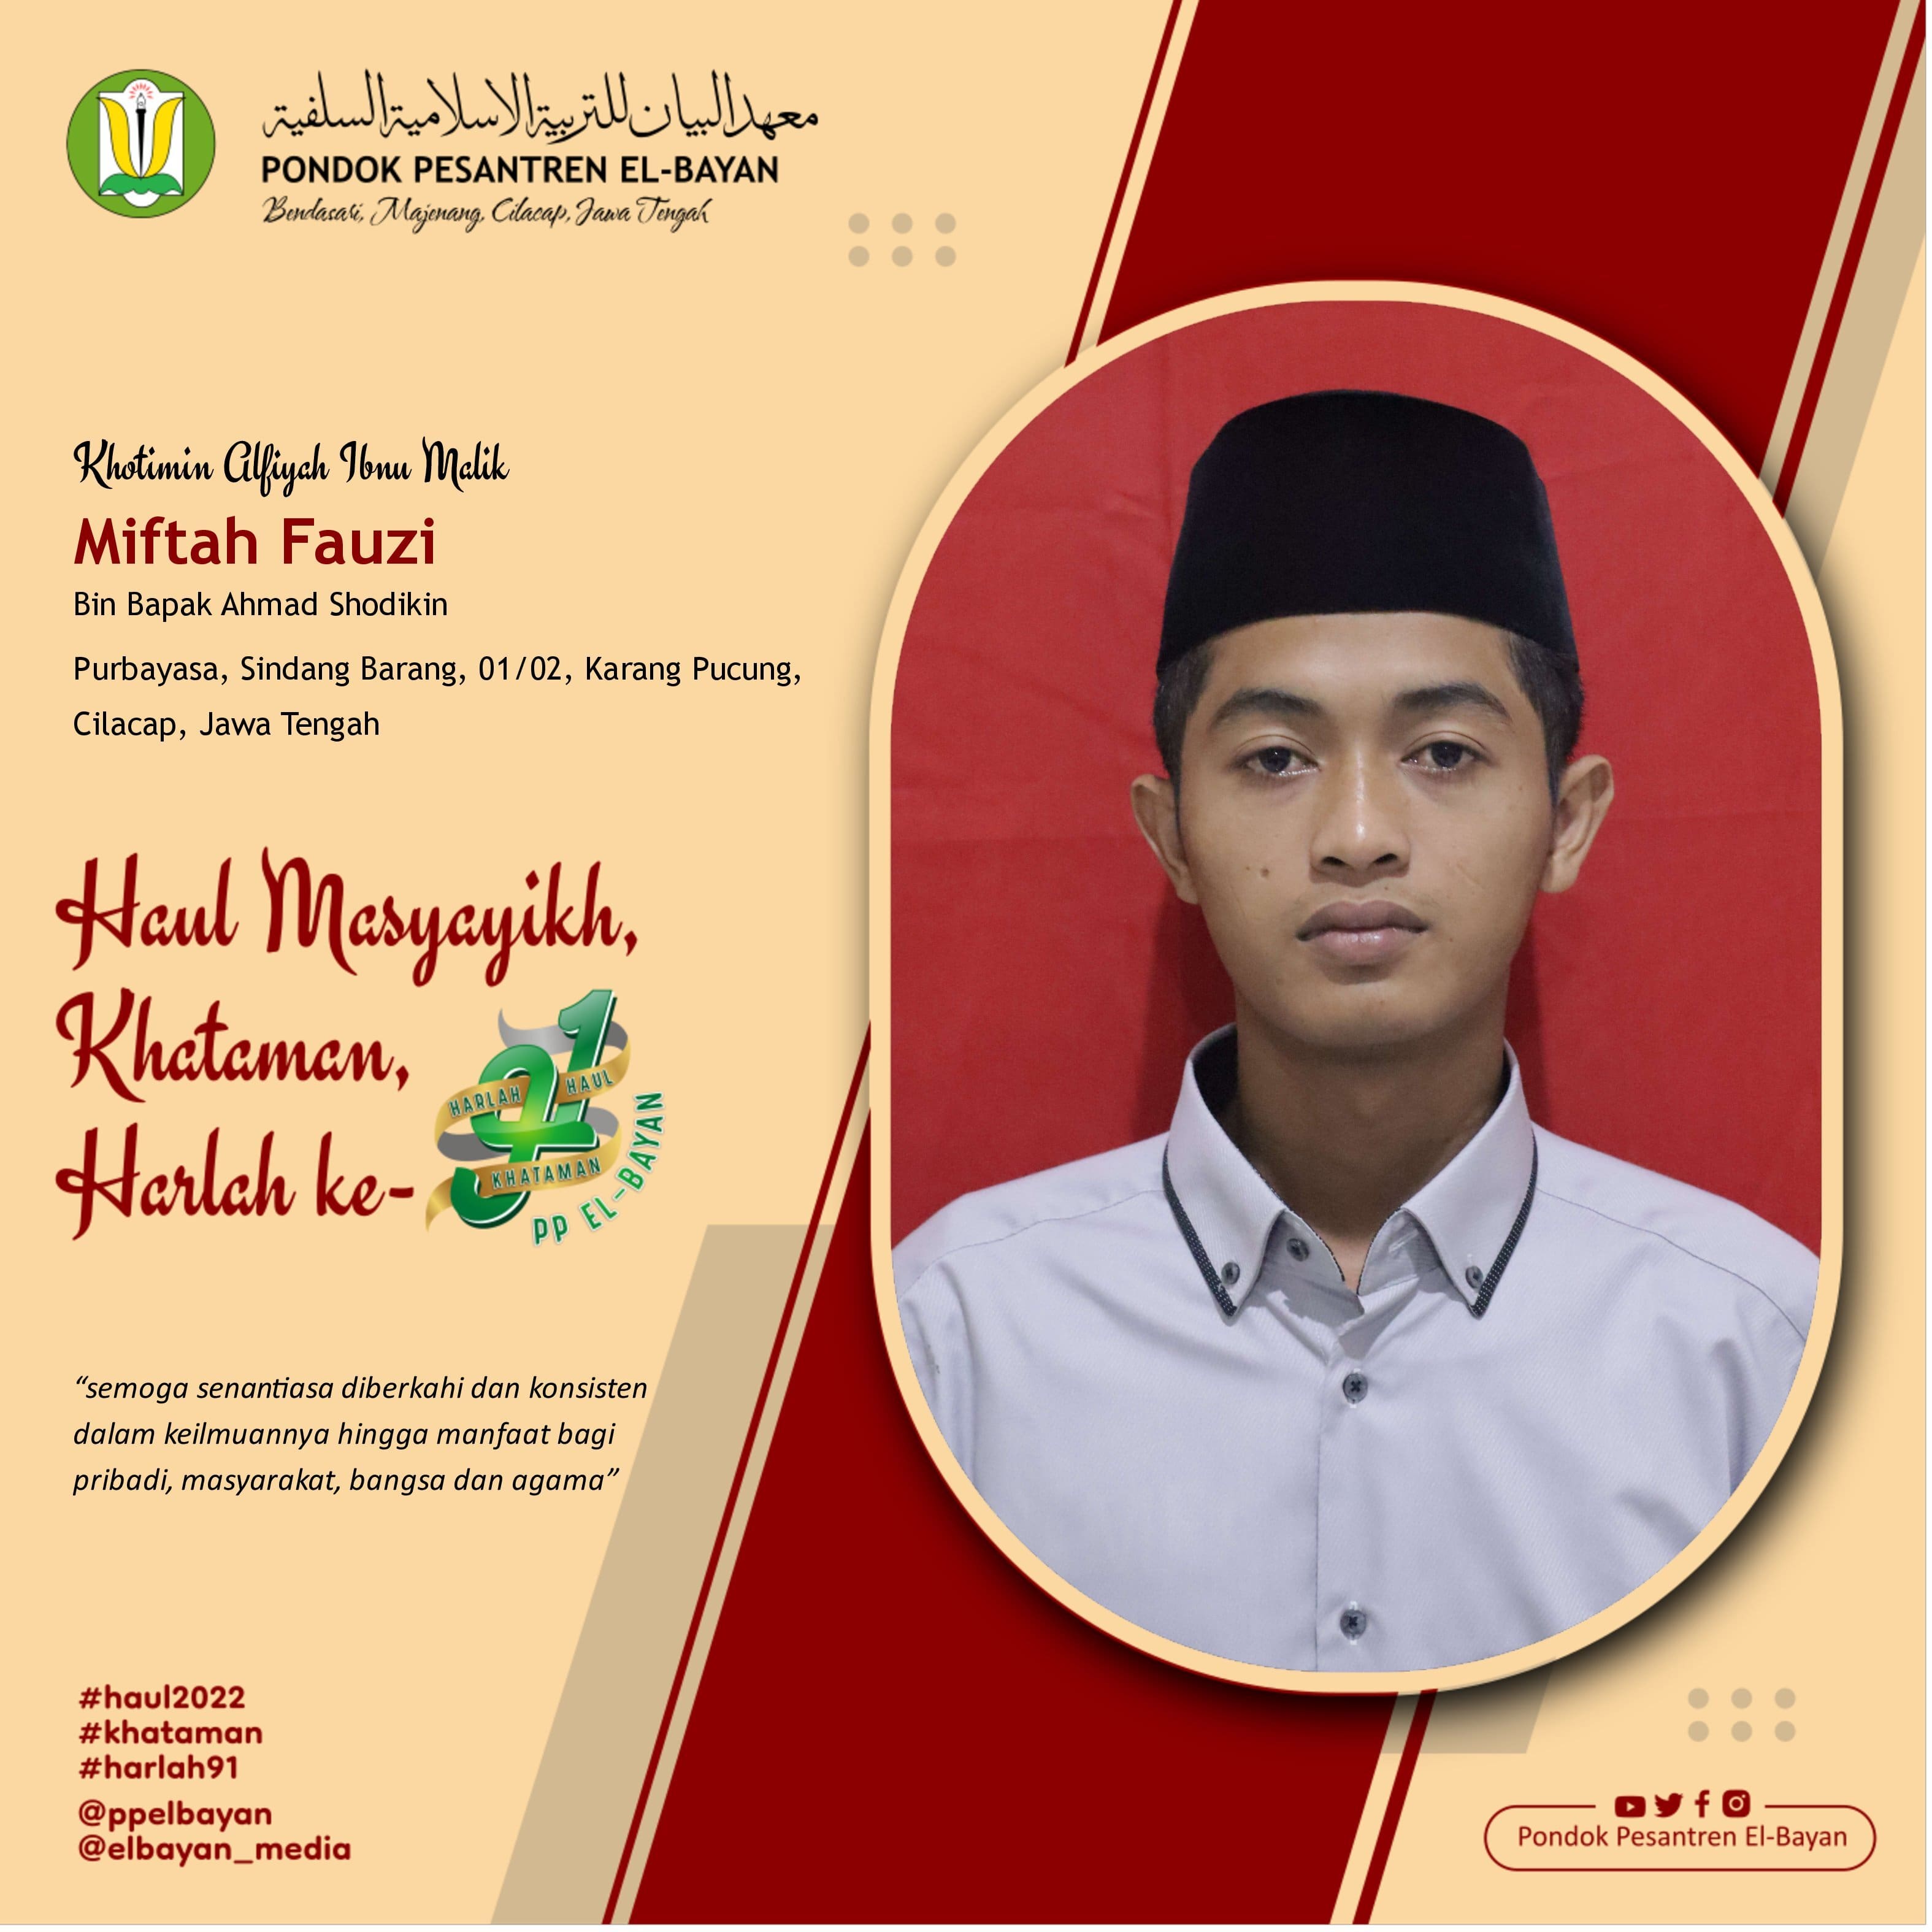 معهد البيان للتربية الاسلامية السلفية
PONDOK PESANTREN EL-BAYAN
Bendasari, Majenang, Cilacap, Jawa Tengah
Khotimin Alfiyah Ibnu Malik
Miftah Fauzi
Bin Bapak Ahmad Shodikin
Purbayasa, Sindang Barang, 01/02, Karang Pucung,
Cilacap, Jawa Tengah
Haul Masyayikh,
Khataman,
Harlah ke-
91
HARLAH HAUL
KHATAMAN
PP EL-BAYAN
“semoga senantiasa diberkahi dan konsisten
dalam keilmuannya hingga manfaat bagi
pribadi, masyarakat, bangsa dan agama”
#haul2022
#khataman
#harlah91
@ppelbayan
@elbayan_media
Pondok Pesantren El-Bayan